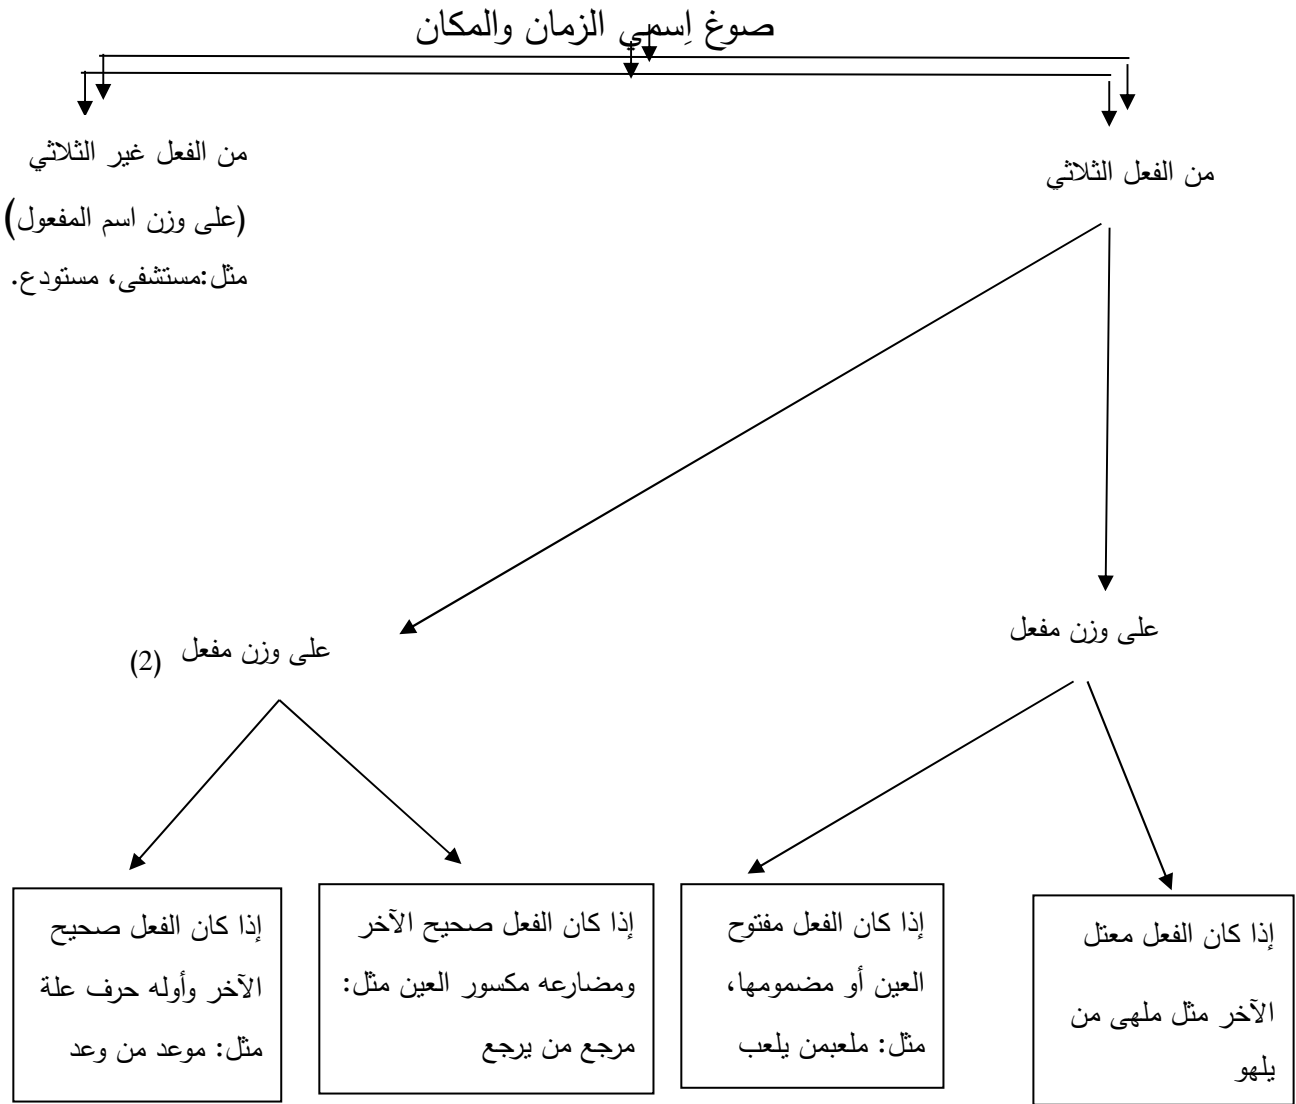 صوغ اِسمي الزمان والمكان
من الفعل الثلاثي
من الفعل غير الثلاثي
(على وزن اسم المفعول)
مثل:مستشفى، مستودع.
على وزن مفعل
على وزن مفعل (2)
إذا كان الفعل معتل
الآخر مثل ملهى من
يلهو
إذا كان الفعل مفتوح
العين أو مضمومها،
مثل: ملعبمن يلعب
إذا كان الفعل صحيح الآخر
ومضارعه مكسور العين مثل:
مرجع من يرجع
إذا كان الفعل صحيح
الآخر وأوله حرف علة
مثل: موعد من وعد